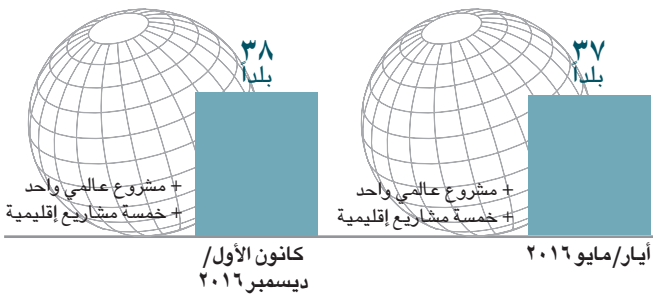 ٣٧
بلداً
+ مشروع عالمي واحد
+ خمسة مشاريع إقليمية
أيار/مايو ٢٠١٦
٣٨
بلداً
+ مشروع عالمي واحد
+ خمسة مشاريع إقليمية
كانون الأول/
ديسمبر ٢٠١٦